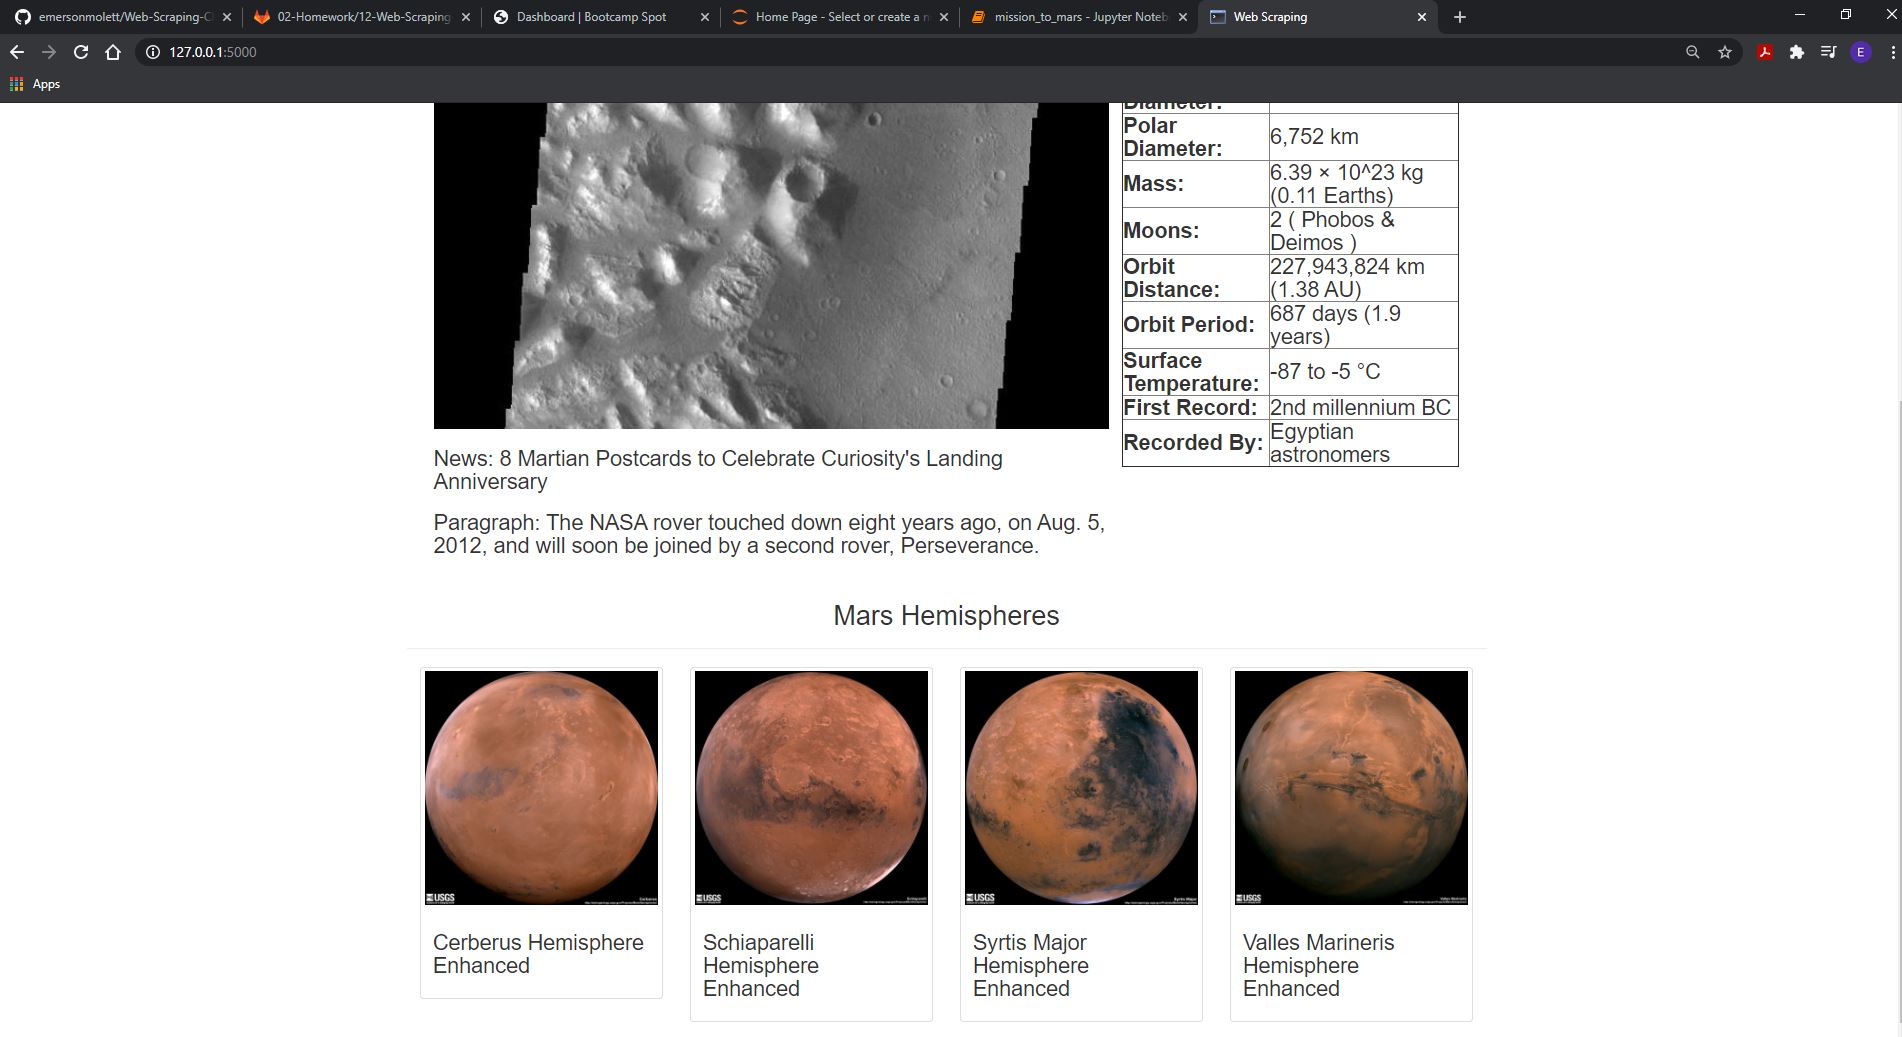 emersonmolett/Web-Scraping-C
02-Homework/12-Web-Scraping
Dashboard | Bootcamp Spot
Home Page - Select or create a n
mission_to_mars - Jupyter Noteb
Web Scraping
127.0.0.1:5000
E
Apps
Diameter:
Polar
Diameter:
6,752 km
Mass:
6.39 × 10^23 kg
(0.11 Earths)
Moons:
2 ( Phobos &
Deimos )
Orbit
Distance:
227,943,824 km
(1.38 AU)
Orbit Period:
687 days (1.9
years)
Surface
Temperature:
-87 to -5 °C
First Record:
2nd millennium BC
Recorded By:
Egyptian
astronomers
News: 8 Martian Postcards to Celebrate Curiosity's Landing
Anniversary
Paragraph: The NASA rover touched down eight years ago, on Aug. 5,
2012, and will soon be joined by a second rover, Perseverance.
Mars Hemispheres
USGS
Cerberus
USGS
Schiaparelli
USGS
Syrtis Major
USGS
Valles Marineris
Cerberus Hemisphere
Enhanced
Schiaparelli
Hemisphere
Enhanced
Syrtis Major
Hemisphere
Enhanced
Valles Marineris
Hemisphere
Enhanced